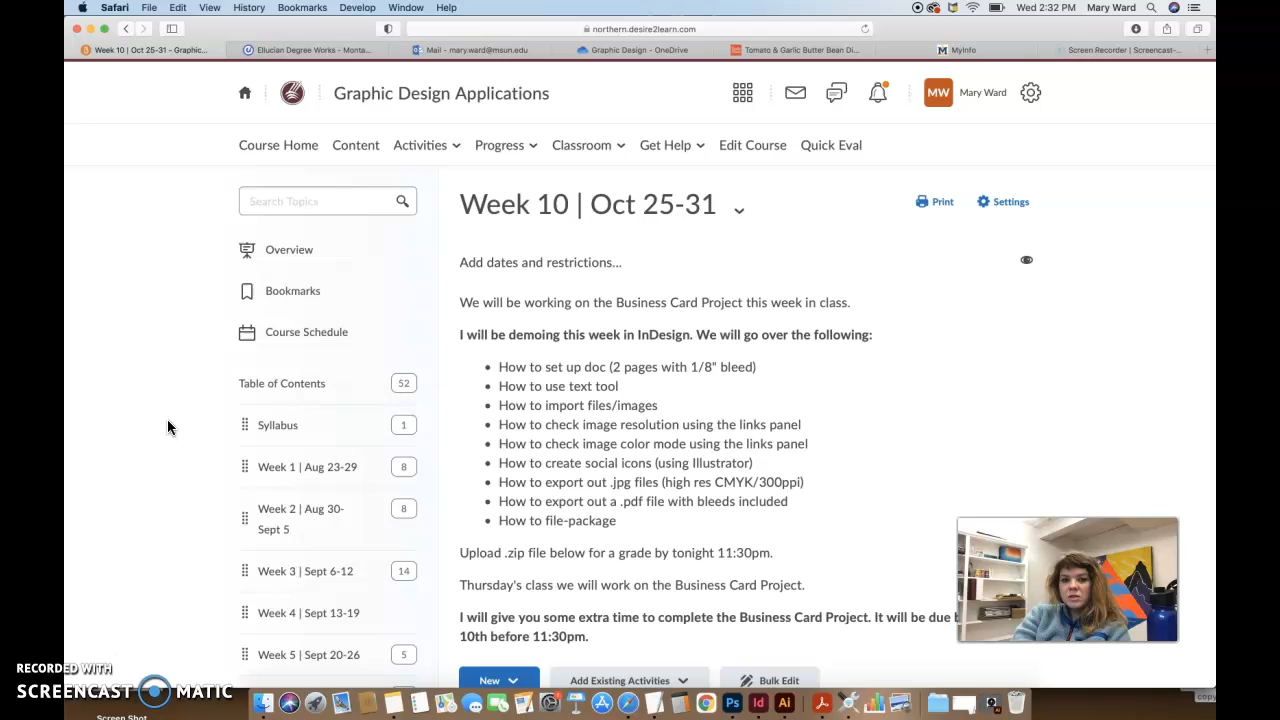 Safari File Edit View History Bookmarks Develop Window Help Wed 2:32 PM Mary Ward
northern.desire2learn.com
Week 10 | Oct 25-31 - Graphic... Ellucian Degree Works - Monta... Mail - mary.ward@msun.edu Graphic Design - OneDrive Tomato & Garlic Butter Bean Di... MyInfo Screen Recorder | Screencast-...
Graphic Design Applications MW Mary Ward
Course Home Content Activities Progress Classroom Get Help Edit Course Quick Eval
Search Topics
Overview
Bookmarks
Course Schedule
Table of Contents 52
Syllabus 1
Week 1 | Aug 23-29 8
Week 2 | Aug 30- 8
Sept 5
Week 3 | Sept 6-12 14
Week 4 | Sept 13-19
Week 5 | Sept 20-26 5
Week 10 | Oct 25-31 Print Settings
Add dates and restrictions...
We will be working on the Business Card Project this week in class.
I will be demoing this week in InDesign. We will go over the following:
• How to set up doc (2 pages with 1/8" bleed)
• How to use text tool
• How to import files/images
• How to check image resolution using the links panel
• How to check image color mode using the links panel
• How to create social icons (using Illustrator)
• How to export out .jpg files (high res CMYK/300ppi)
• How to export out a .pdf file with bleeds included
• How to file-package
Upload .zip file below for a grade by tonight 11:30pm.
Thursday's class we will work on the Business Card Project.
I will give you some extra time to complete the Business Card Project. It will be due
10th before 11:30pm.
New Add Existing Activities Bulk Edit
RECORDED WITH
SCREENCAST MATIC
Screen Shot
Ps Id Ai
copy